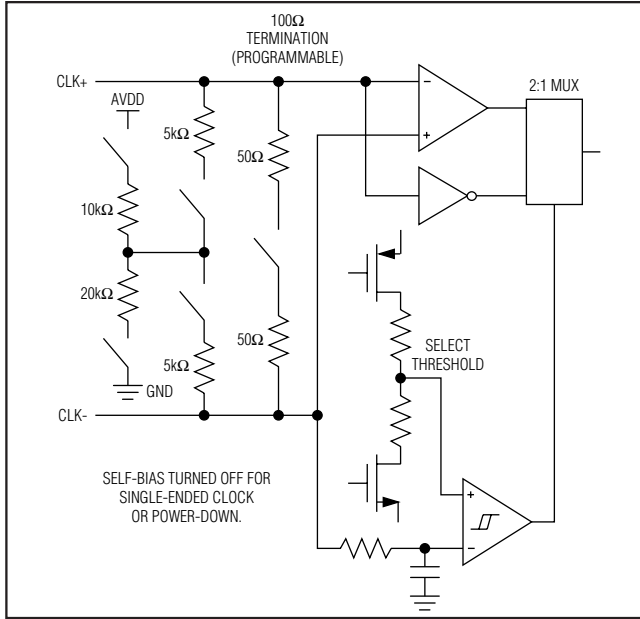 100Ω
TERMINATION
(PROGRAMMABLE)
CLK+
AVDD
2:1 MUX
5kΩ
50Ω
10kΩ
20kΩ
5kΩ
50Ω
SELECT
THRESHOLD
GND
CLK-
SELF-BIAS TURNED OFF FOR
SINGLE-ENDED CLOCK
OR POWER-DOWN.
−
+
+
−